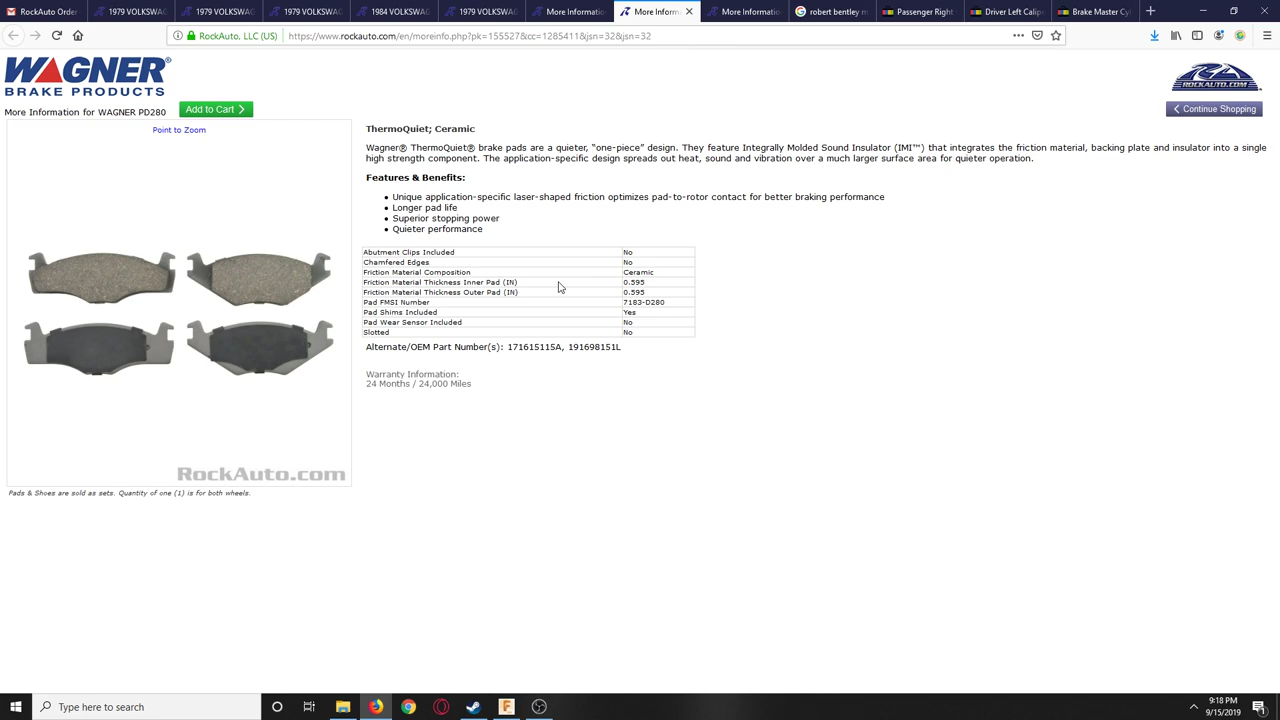 RockAuto Order
1979 VOLKSWAG
1979 VOLKSWAG
1979 VOLKSWAG
1984 VOLKSWAG
1979 VOLKSWAG
More Informatio
More Inform
More Informatio
robert bentley m
Passenger Right
Driver Left Calip
Brake Master Cyl
RockAuto, LLC (US)
https://www.rockauto.com/en/moreinfo.php?pk=155527&cc=1285411&jsn=32&jsn=32
WAGNER®
BRAKE PRODUCTS
ROCKAUTO.COM
More Information for WAGNER PD280
Add to Cart
Continue Shopping
Point to Zoom
ThermoQuiet; Ceramic
Wagner® ThermoQuiet® brake pads are a quieter, “one-piece” design. They feature Integrally Molded Sound Insulator (IMI™) that integrates the friction material, backing plate and insulator into a single
high strength component. The application-specific design spreads out heat, sound and vibration over a much larger surface area for quieter operation.
Features & Benefits:
Unique application-specific laser-shaped friction optimizes pad-to-rotor contact for better braking performance
Longer pad life
Superior stopping power
Quieter performance
Abutment Clips Included No
Chamfered Edges No
Friction Material Composition Ceramic
Friction Material Thickness Inner Pad (IN) 0.595
Friction Material Thickness Outer Pad (IN) 0.595
Pad FMSI Number 7183-D280
Pad Shims Included Yes
Pad Wear Sensor Included No
Slotted No
Alternate/OEM Part Number(s): 171615115A, 191698151L
Warranty Information:
24 Months / 24,000 Miles
RockAuto.com
Pads & Shoes are sold as sets. Quantity of one (1) is for both wheels.
Type here to search
9:18 PM
9/15/2019
1